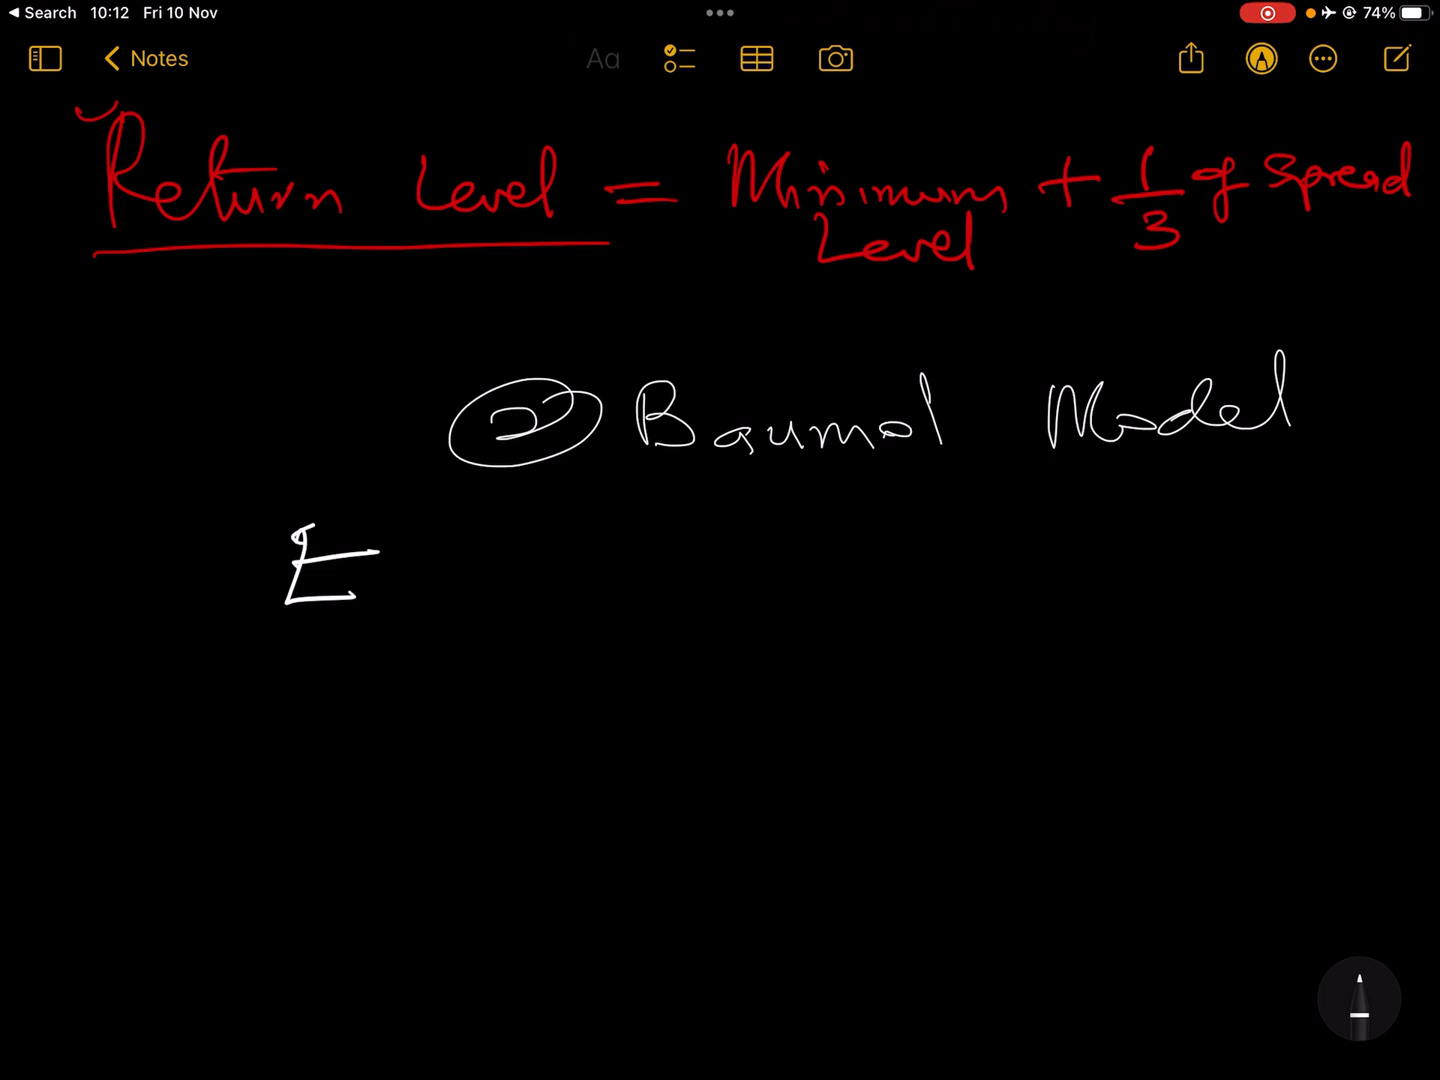 Search 10:12 Fri 10 Nov 74%
Notes Aa
Return Level = Minimum + 1/3 of Spread
Level
2 Baumol Model
E